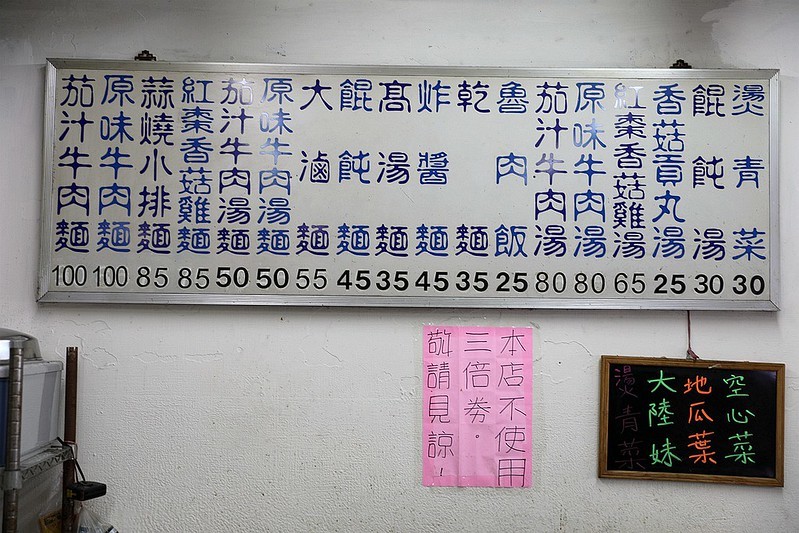 茄汁牛肉麵 100
原味牛肉麵 100
蒜燒小排麵 85
紅棗香菇雞麵 85
茄汁牛肉湯麵 50
原味牛肉湯麵 50
大滷麵 55
餛飩麵 45
髙湯麵 35
炸醬麵 45
乾麵 35
魯肉飯 25
茄汁牛肉湯 80
原味牛肉湯 80
紅棗香菇雞湯 65
香菇貢丸湯 25
餛飩湯 30
燙青菜 30
本店不使用
三倍券。
敬請見諒!
空心菜
地瓜葉
大陸妹
燙青菜